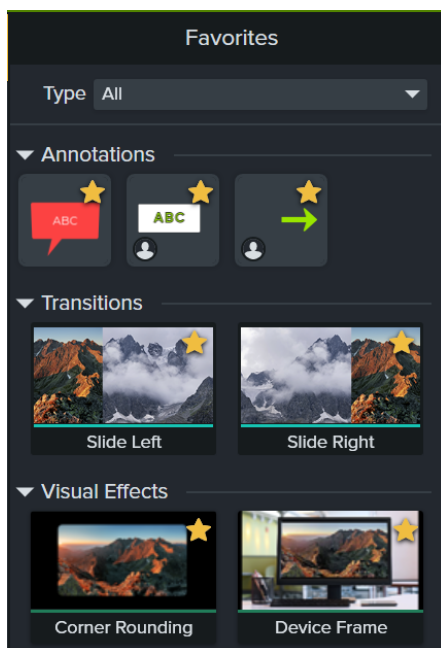 Favorites
Type All
Annotations
ABC
ABC
Transitions
Slide Left
Slide Right
Visual Effects
Corner Rounding
Device Frame